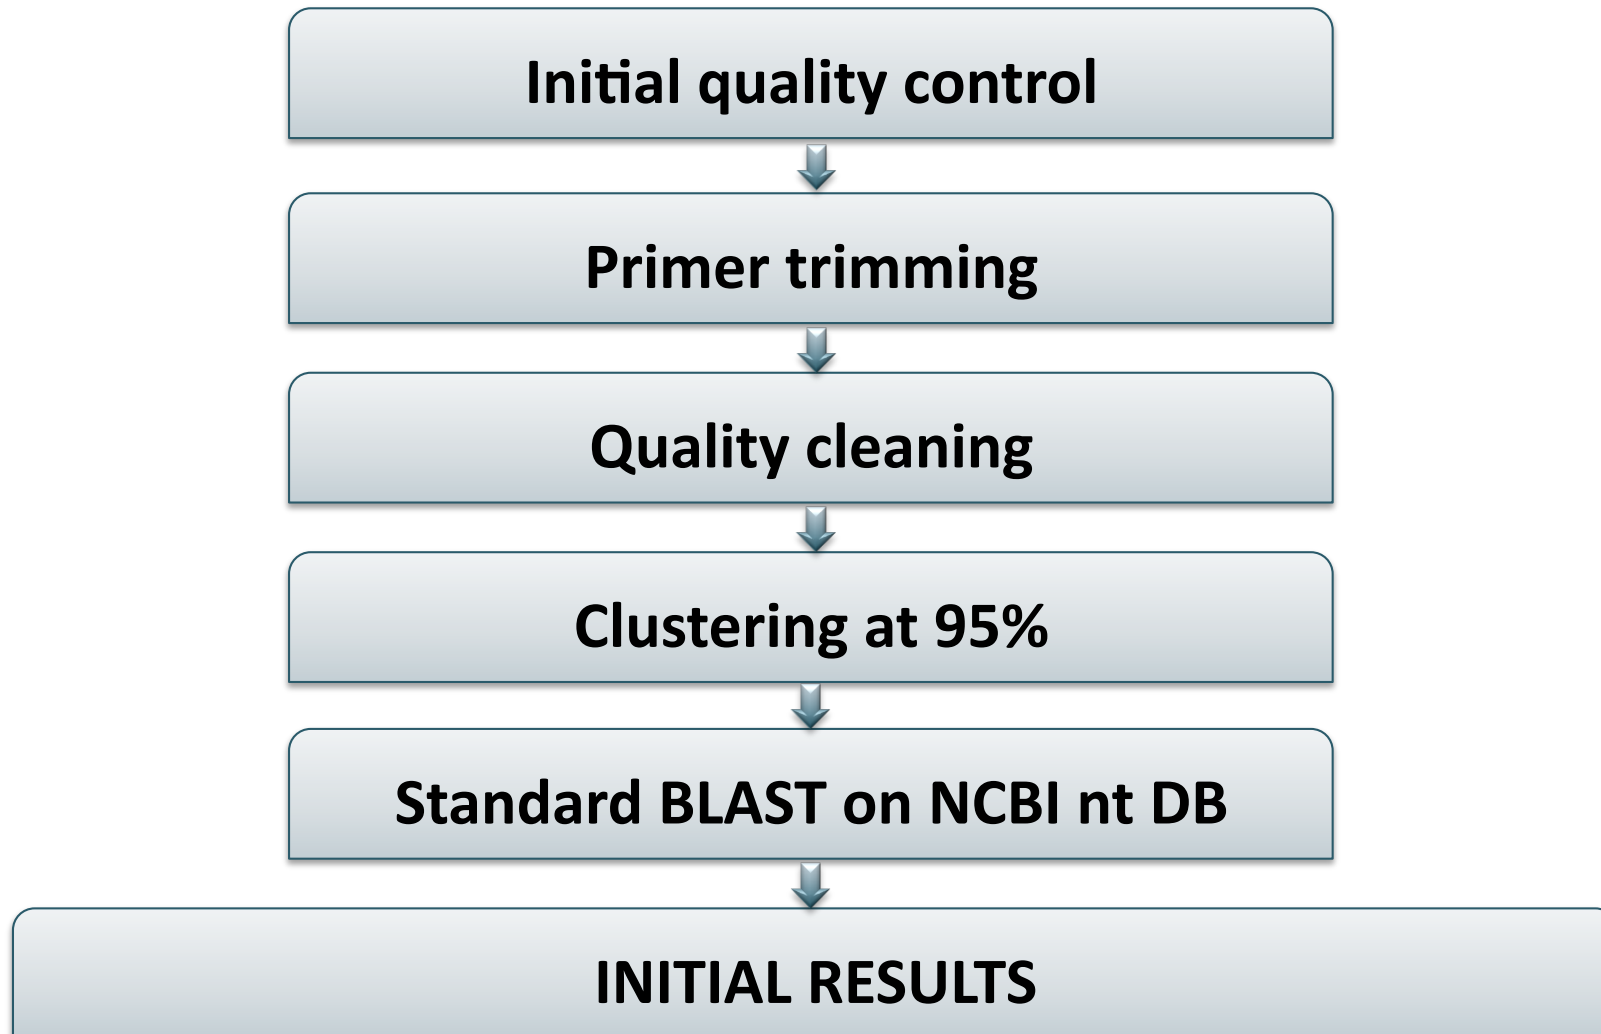 Initial quality control
Primer trimming
Quality cleaning
Clustering at 95%
Standard BLAST on NCBI nt DB
INITIAL RESULTS